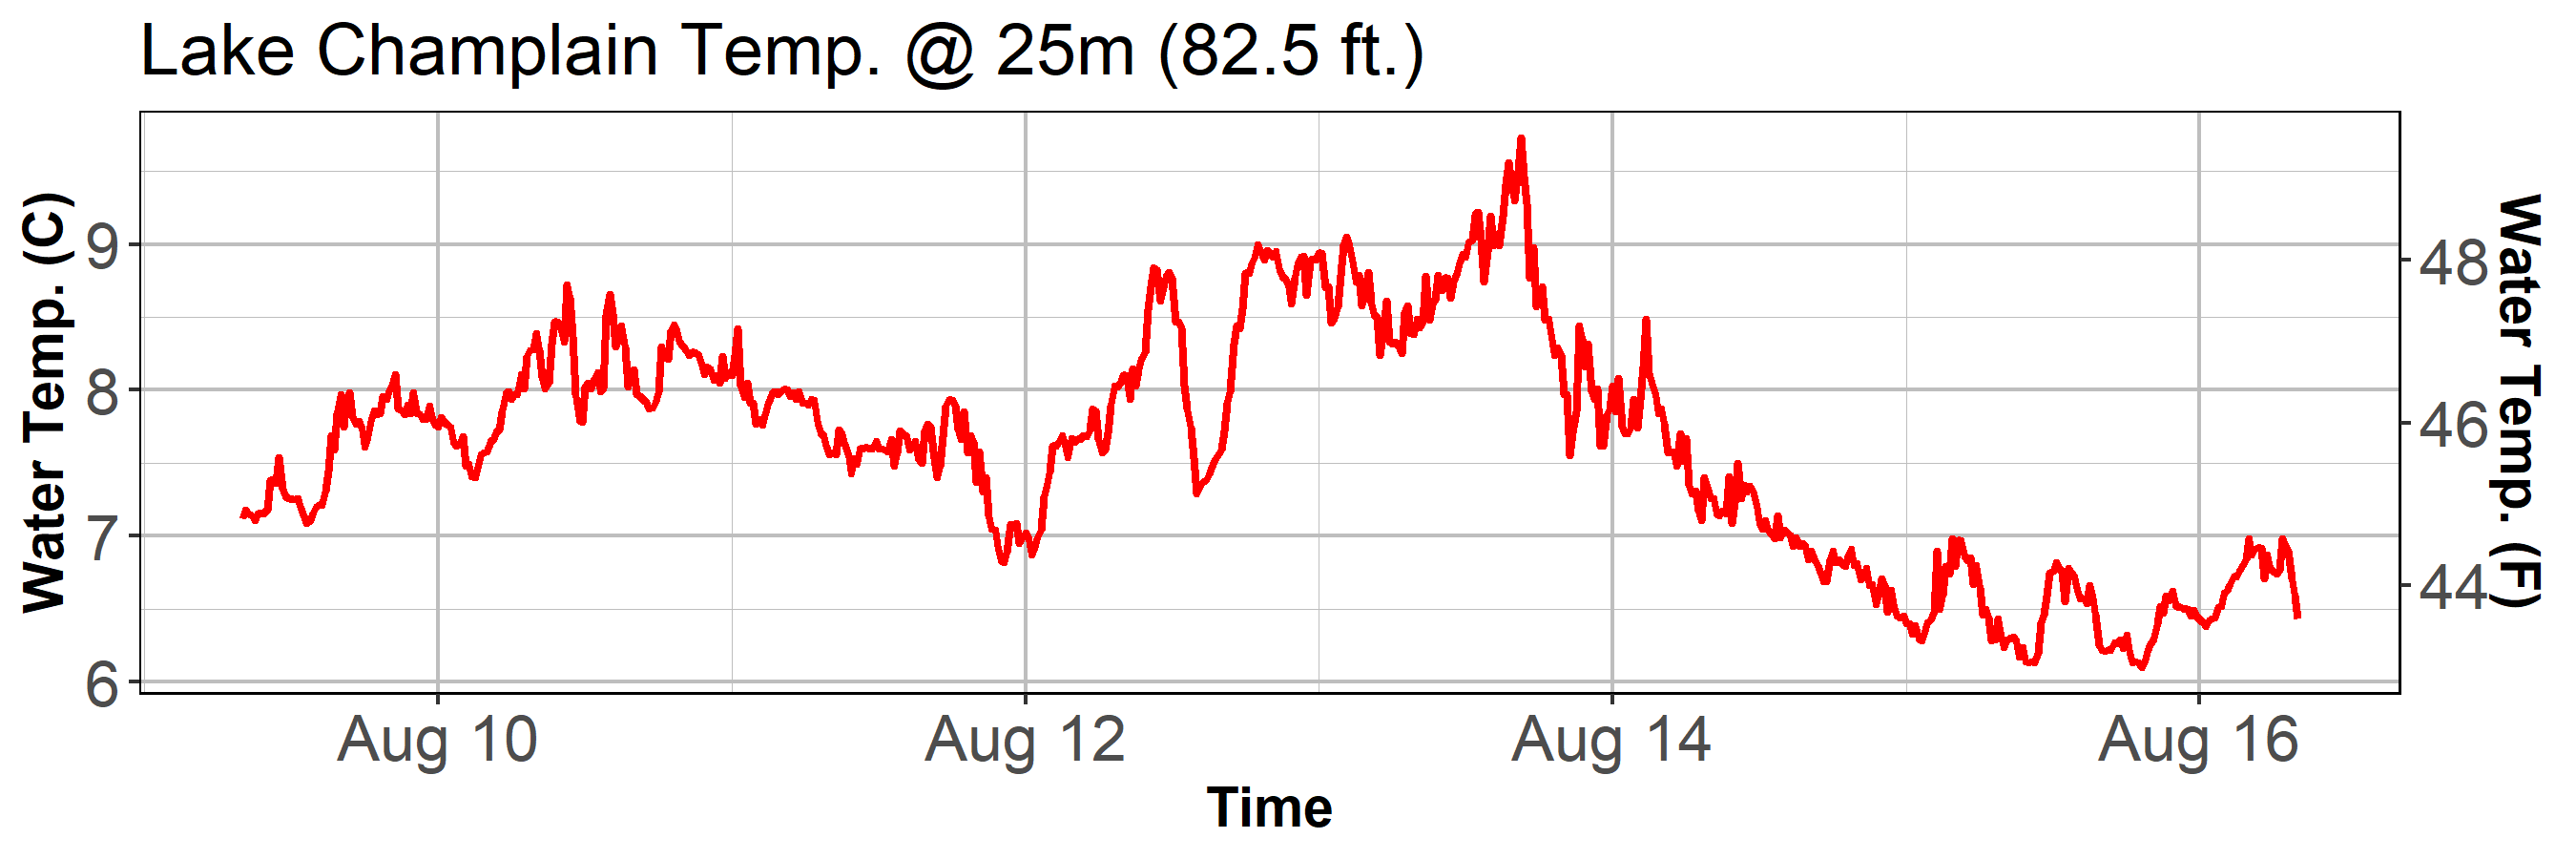 Lake Champlain Temp. @ 25m (82.5 ft.)
Water Temp. (C)
9
8
7
6
48
46
44
Water Temp. (F)
Aug 10
Aug 12
Aug 14
Aug 16
Time